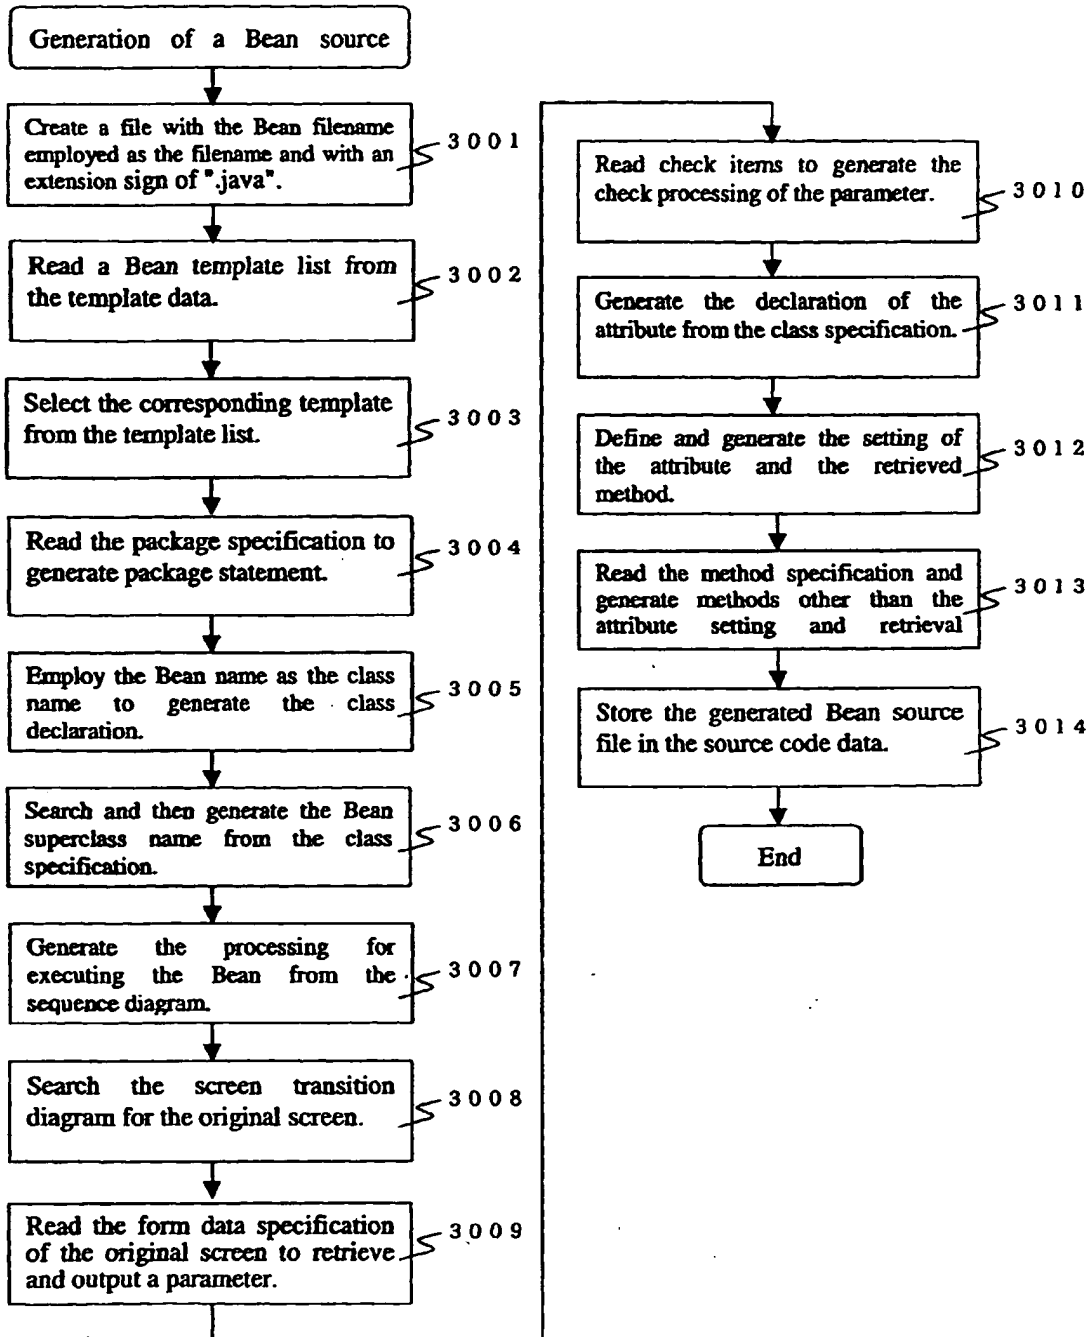 Generation of a Bean source
Create a file with the Bean filename
employed as the filename and with an
extension sign of ".java".
3001
Read a Bean template list from
the template data.
3002
Select the corresponding template
from the template list.
3003
Read the package specification to
generate package statement.
3004
Employ the Bean name as the class
name to generate the class
declaration.
3005
Search and then generate the Bean
superclass name from the class
specification.
3006
Generate the processing for
executing the Bean from the
sequence diagram.
3007
Search the screen transition
diagram for the original screen.
3008
Read the form data specification
of the original screen to retrieve
and output a parameter.
3009
Read check items to generate the
check processing of the parameter.
3010
Generate the declaration of the
attribute from the class specification.
3011
Define and generate the setting of
the attribute and the retrieved
method.
3012
Read the method specification and
generate methods other than the
attribute setting and retrieval
3013
Store the generated Bean source
file in the source code data.
3014
End